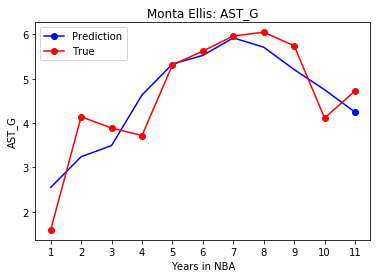 Monta Ellis: AST_G
Prediction
True
AST_G
6
5
4
3
2
1 2 3 4 5 6 7 8 9 10 11
Years in NBA